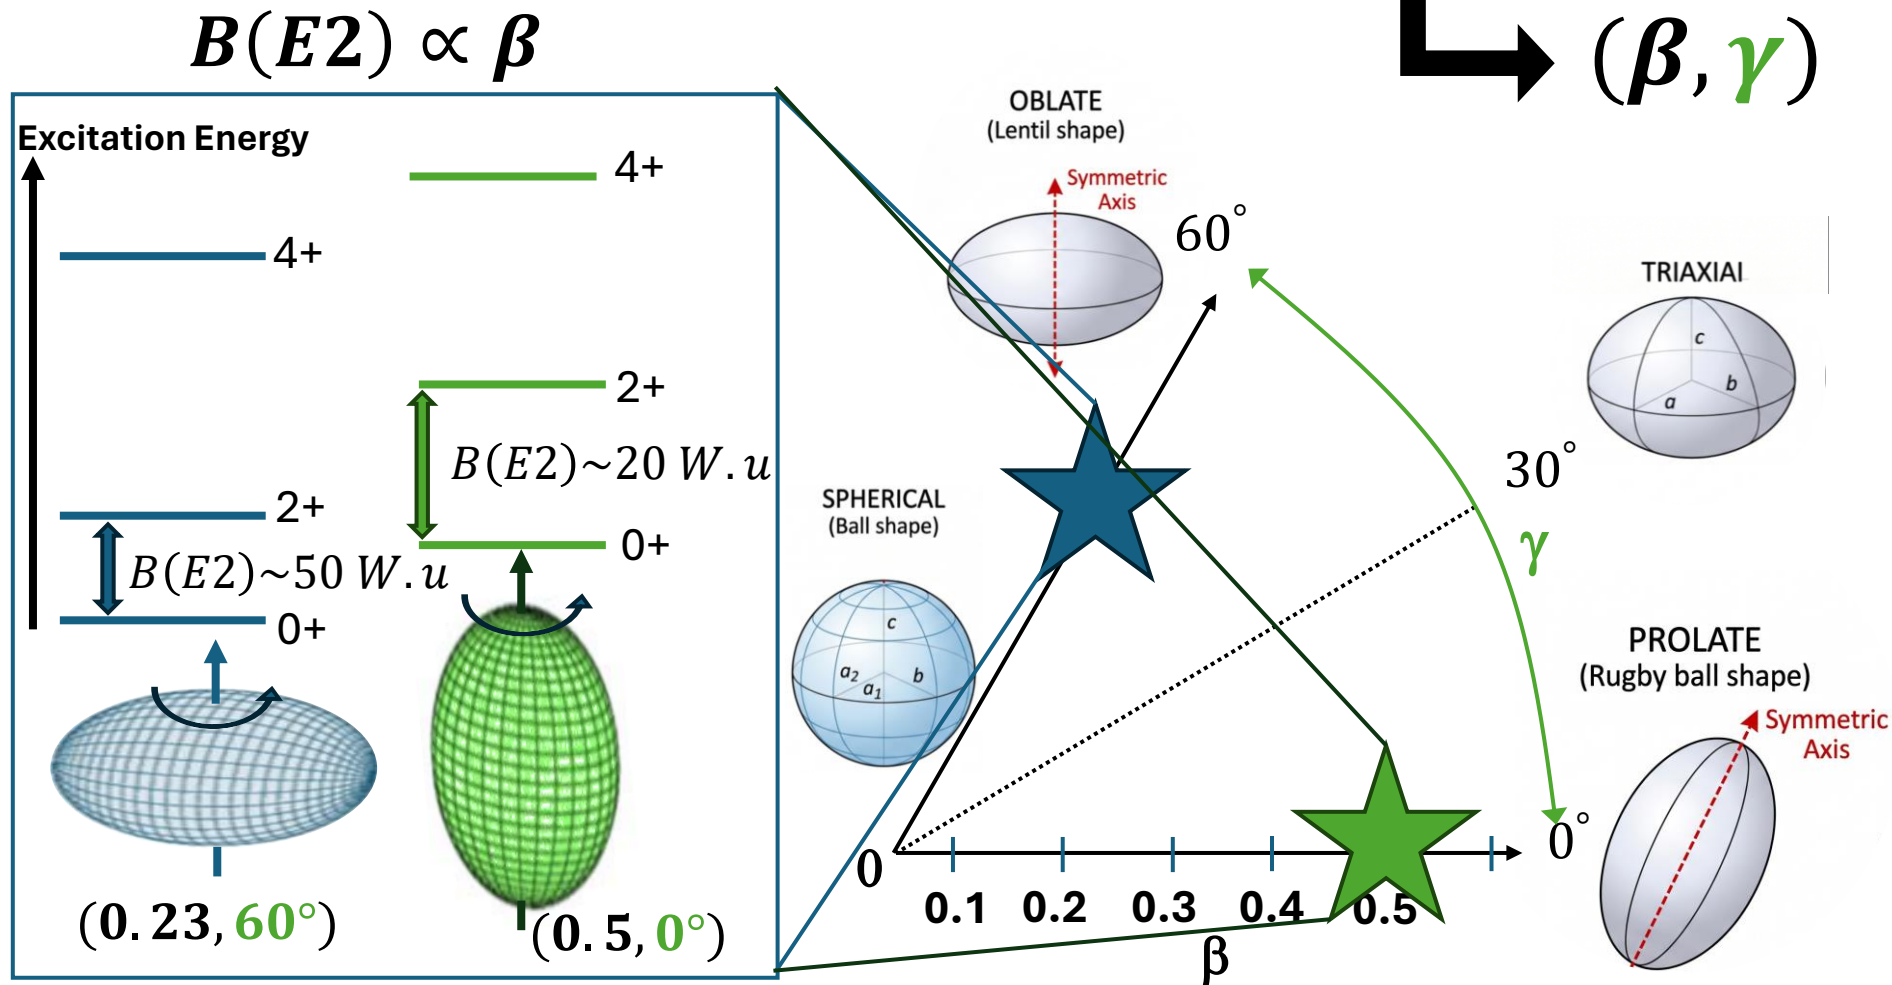 B(E2) ∝ β
(β, γ)
Excitation Energy
4+
4+
2+
B(E2)~20 W.u
2+
0+
B(E2)~50 W.u
0+
(0.23, 60°)
(0.5, 0°)
OBLATE
(Lentil shape)
Symmetric
Axis
60°
TRIAXIAI
c
b
a
30°
γ
SPHERICAL
(Ball shape)
c
a2
a1
b
PROLATE
(Rugby ball shape)
Symmetric
Axis
0°
0
0.1
0.2
0.3
0.4
0.5
β